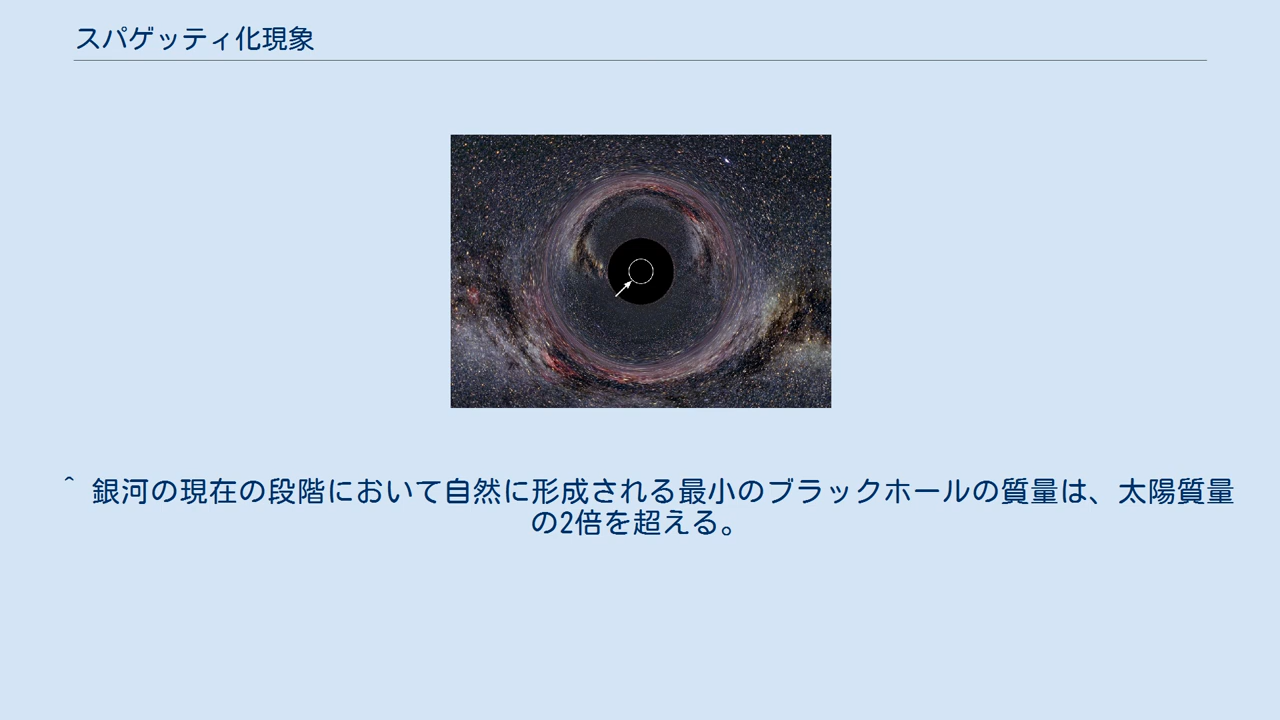 スパゲッティ化現象
^ 銀河の現在の段階において自然に形成される最小のブラックホールの質量は、太陽質量
の2倍を超える。